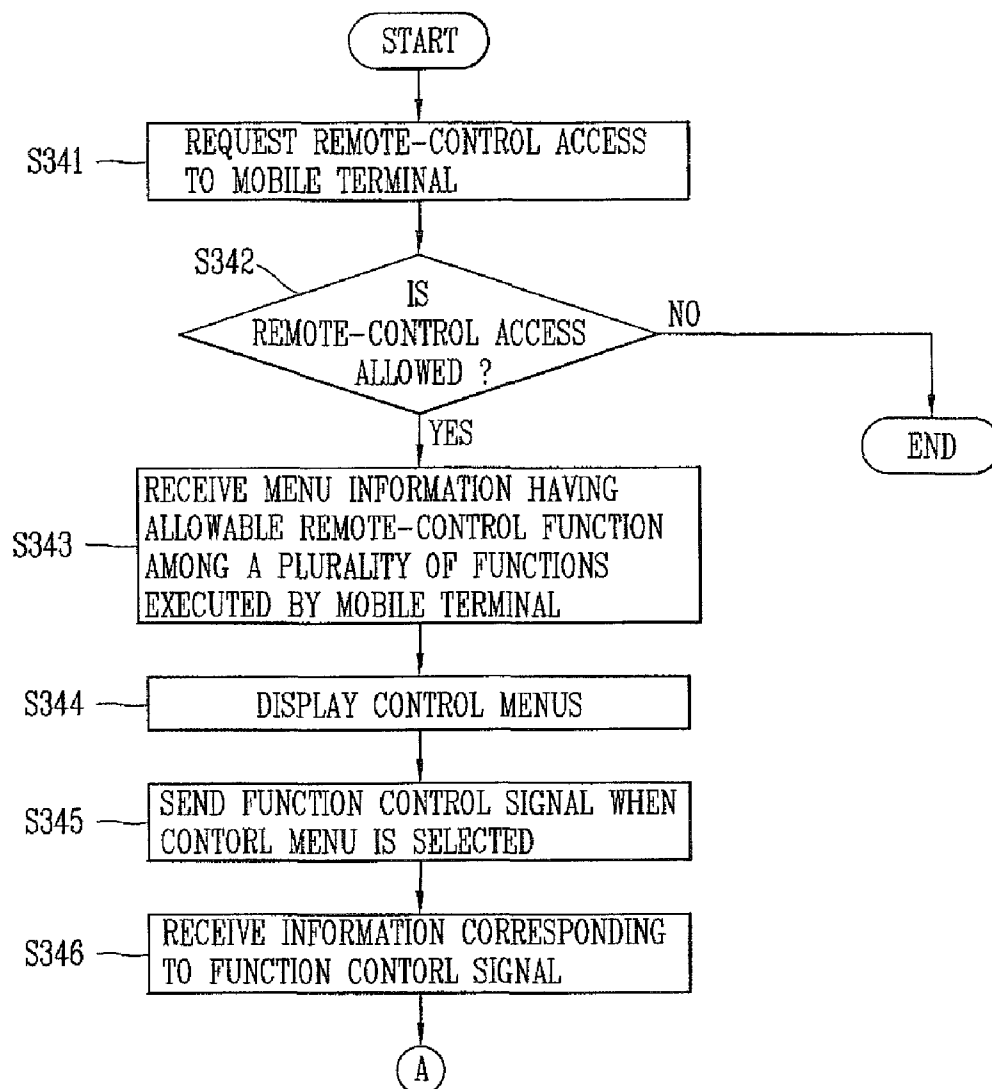 START
S341
REQUEST REMOTE-CONTROL ACCESS
TO MOBILE TERMINAL
S342
IS
REMOTE-CONTROL ACCESS
ALLOWED ?
NO
YES
END
S343
RECEIVE MENU INFORMATION HAVING
ALLOWABLE REMOTE-CONTROL FUNCTION
AMONG A PLURALITY OF FUNCTIONS
EXECUTED BY MOBILE TERMINAL
S344
DISPLAY CONTROL MENUS
S345
SEND FUNCTION CONTROL SIGNAL WHEN
CONTORL MENU IS SELECTED
S346
RECEIVE INFORMATION CORRESPONDING
TO FUNCTION CONTORL SIGNAL
A